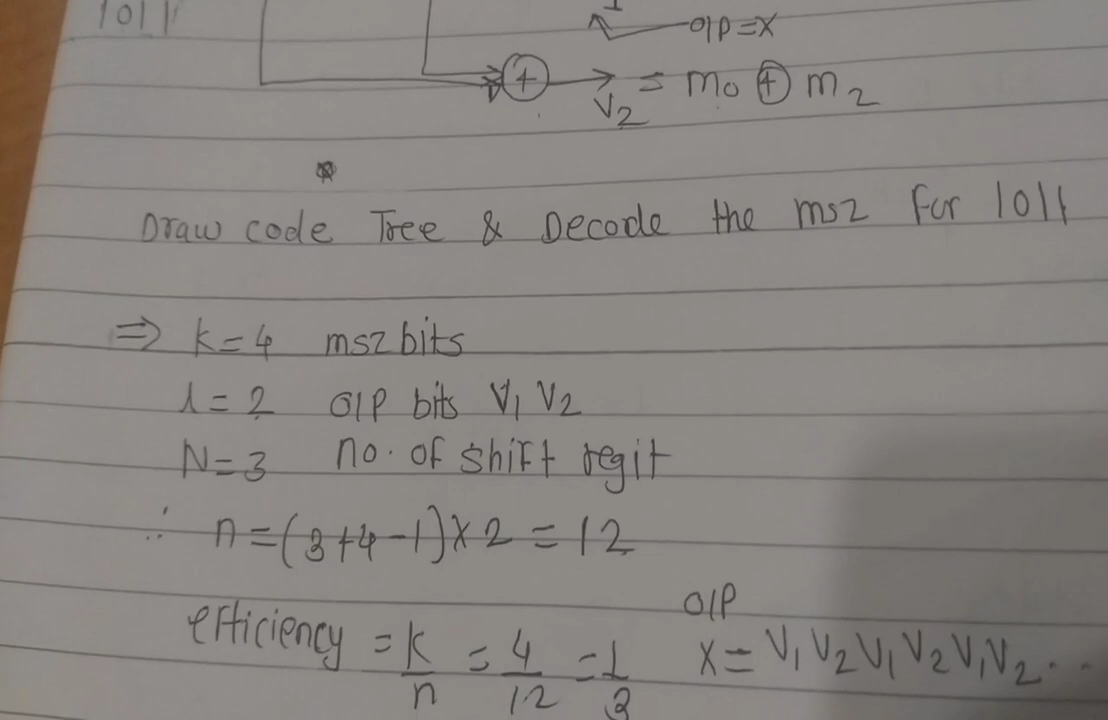 1011
O/P = X
V2 = m0 ⊕ m2
Draw code Tree & Decode the msz for 1011
⇒ k=4 msz bits
λ=2 O/P bits V1 V2
N=3 no. of shift regit
∴ n=(3+4-1)x2 = 12
efficiency = k/n = 4/12 = 1/3
O/P
X = V1 V2 V1 V2 V1 V2 ...